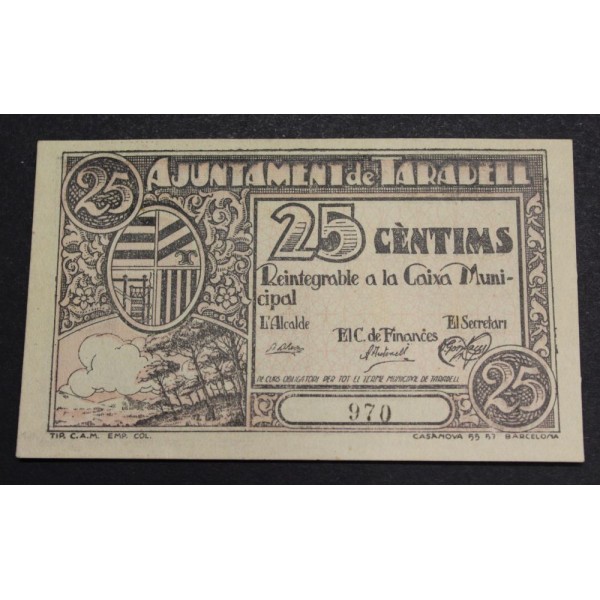 25 AJUNTAMENT de TARADELL
25 CÈNTIMS
Reintegrable a la Caixa Muni-
cipal
L'Alcalde El C. de Finances El Secretari
DE CURS OBLIGATORI PER TOT EL TERME MUNICIPAL DE TARADELL
970
25
TIP. C.A.M. EMP. COL. CASANOVA 55 57 BARCELONA